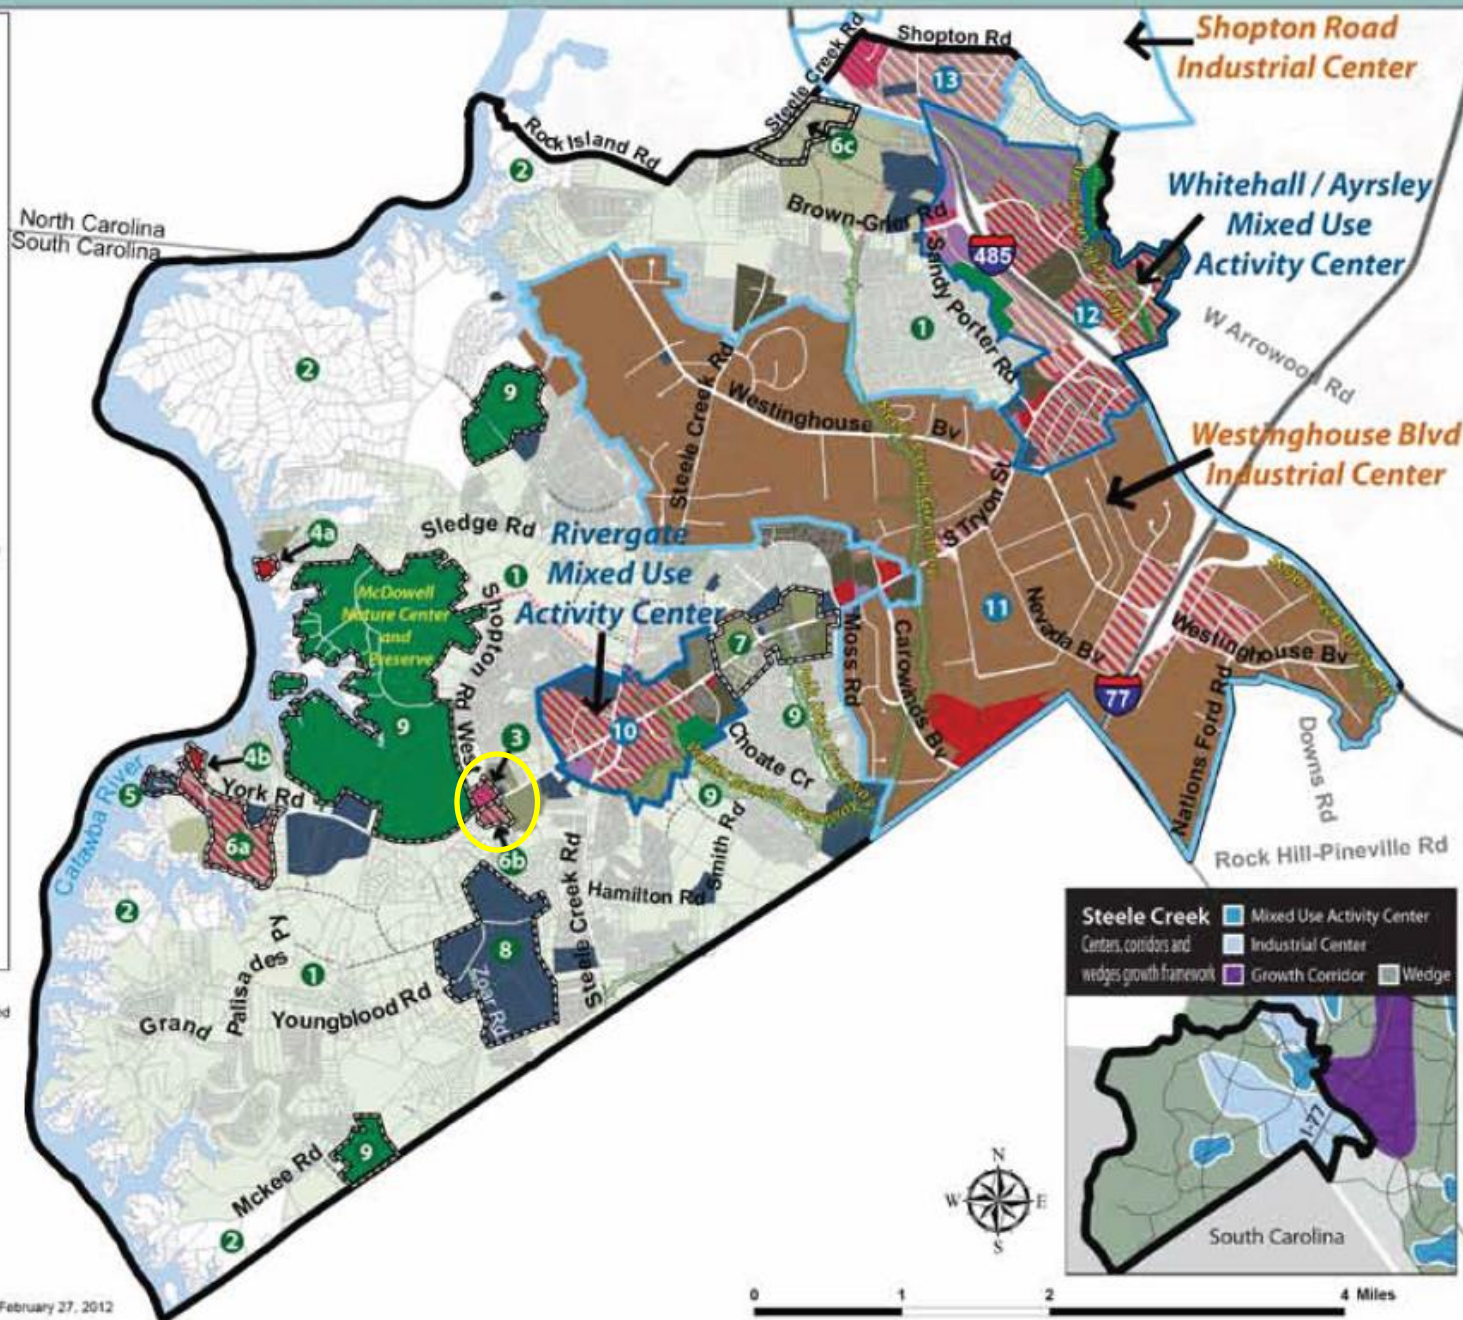 Shopton Road
Industrial Center
Shopton Rd
Steele Creek Rd
Steele Creek Rd
13
Rock Island Rd
6c
2
Whitehall / Ayrsley
Mixed Use
Activity Center
Brown-Grier Rd
North Carolina
South Carolina
485
Sandy Porter Rd
12
1
W Arrowood Rd
2
9
Steele Creek Rd
Westinghouse Bv
Westinghouse Blvd
Industrial Center
S Tryon St
Sledge Rd
4a
1
Rivergate
Mixed Use
Activity Center
McDowell
Nature Center
and
Preserve
Shopton Rd West
7
Moss Rd
Carowinds Bv
11
Nevada Bv
Westinghouse Bv
77
Nations Ford Rd
Downs Rd
Rock Hill-Pineville Rd
9
3
10
9
Choate Cr
9
4b
5
York Rd
Catawba River
6a
6b
Smith Rd
Hamilton Rd
Steele Creek Rd
2
8
Zoar Rd
1
Grand Palisades Py
Youngblood Rd
9
Mckee Rd
2
Steele Creek
Centers, corridors and
wedges growth framework
Mixed Use Activity Center
Industrial Center
Growth Corridor
Wedge
I-77
South Carolina
N
W E
S
0 1 2 4 Miles
February 27, 2012